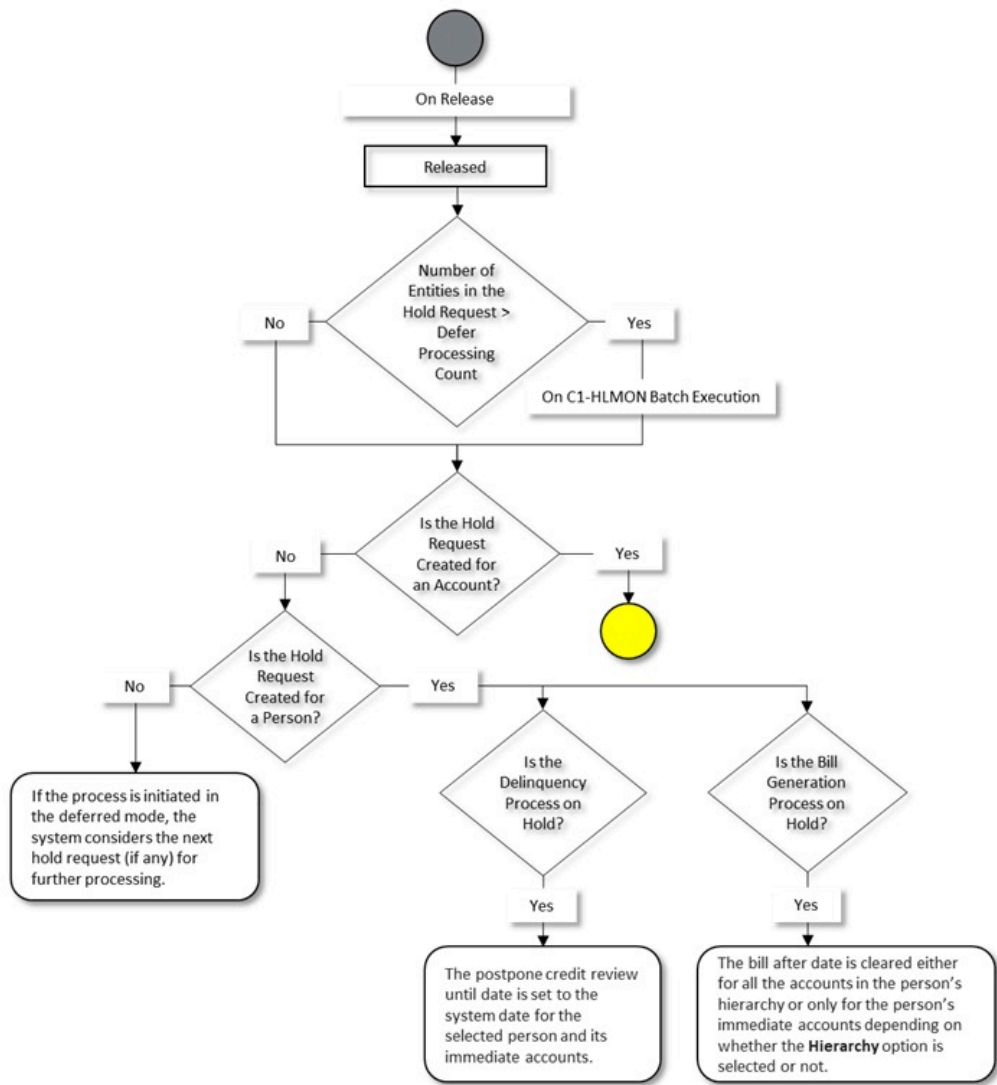 On Release
Released
Number of
Entities in the
Hold Request >
Defer
Processing
Count
No
Yes
On C1-HLMON Batch Execution
Is the Hold
Request
Created for
an Account?
No
Yes
Is the Hold
Request
Created for
a Person?
No
Yes
If the process is initiated in
the deferred mode, the
system considers the next
hold request (if any) for
further processing.
Is the
Delinquency
Process on
Hold?
Is the Bill
Generation
Process on
Hold?
Yes
Yes
The postpone credit review
until date is set to the
system date for the
selected person and its
immediate accounts.
The bill after date is cleared either
for all the accounts in the person's
hierarchy or only for the person's
immediate accounts depending on
whether the Hierarchy option is
selected or not.